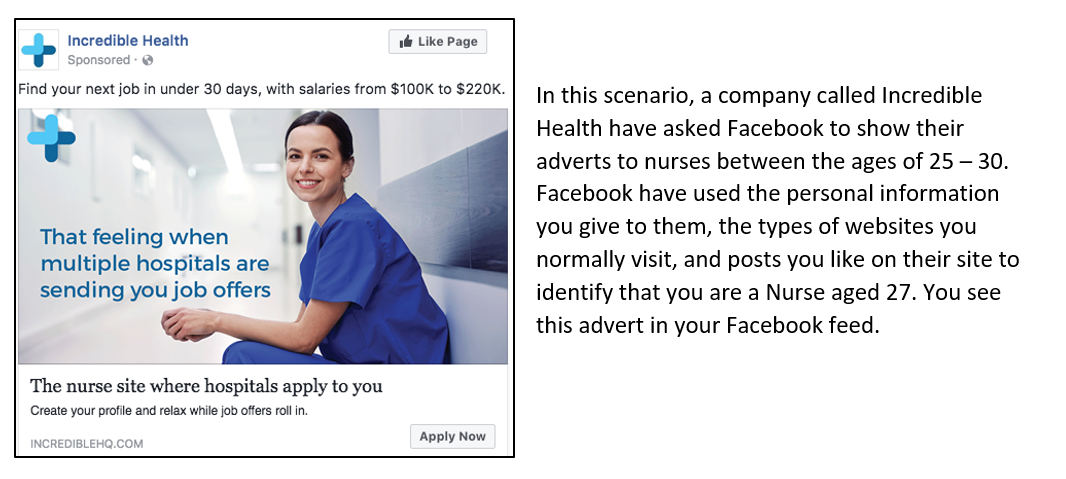 Incredible Health
Like Page
Sponsored ·
Find your next job in under 30 days, with salaries from $100K to $220K.
That feeling when
multiple hospitals are
sending you job offers
The nurse site where hospitals apply to you
Create your profile and relax while job offers roll in.
INCREDIBLEHQ.COM
Apply Now
In this scenario, a company called Incredible
Health have asked Facebook to show their
adverts to nurses between the ages of 25 – 30.
Facebook have used the personal information
you give to them, the types of websites you
normally visit, and posts you like on their site to
identify that you are a Nurse aged 27. You see
this advert in your Facebook feed.